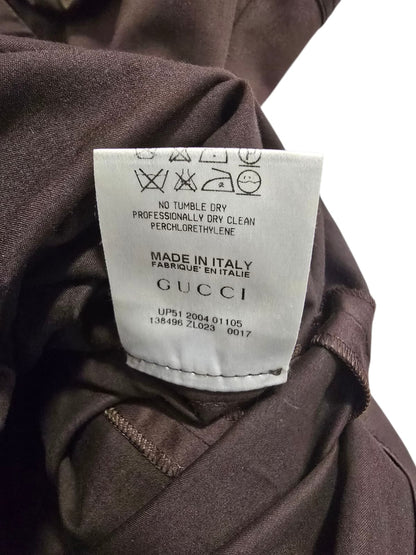 NO TUMBLE DRY
PROFESSIONALLY DRY CLEAN
PERCHLORETHYLENE
MADE IN ITALY
FABRIQUE' EN ITALIE
GUCCI
UP51 2004 01105
138496 ZL023 0017